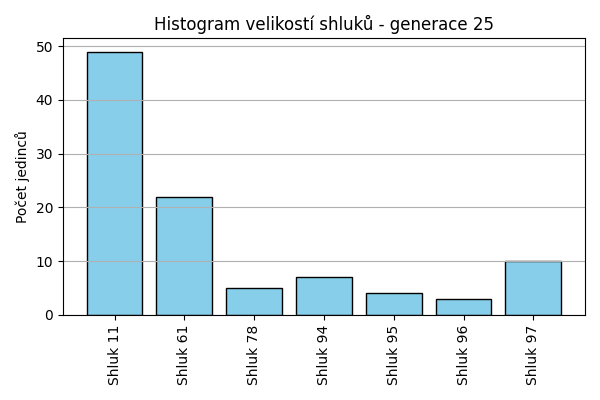 Histogram velikostí shluků - generace 25
Počet jedinců
50
40
30
20
10
0
Shluk 11
Shluk 61
Shluk 78
Shluk 94
Shluk 95
Shluk 96
Shluk 97